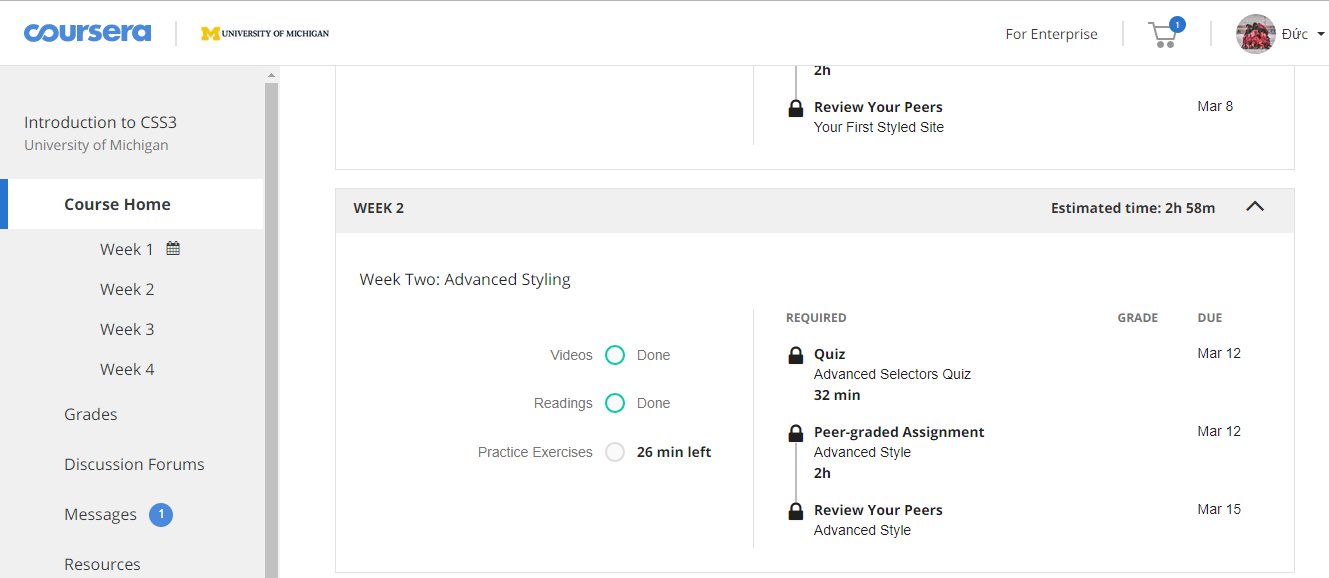 coursera
M UNIVERSITY OF MICHIGAN
For Enterprise
1
Đức
Introduction to CSS3
University of Michigan
Course Home
Week 1
Week 2
Week 3
Week 4
Grades
Discussion Forums
Messages 1
Resources
2h
Review Your Peers Mar 8
Your First Styled Site
WEEK 2 Estimated time: 2h 58m
Week Two: Advanced Styling
Videos Done
Readings Done
Practice Exercises 26 min left
REQUIRED GRADE DUE
Quiz Mar 12
Advanced Selectors Quiz
32 min
Peer-graded Assignment Mar 12
Advanced Style
2h
Review Your Peers Mar 15
Advanced Style